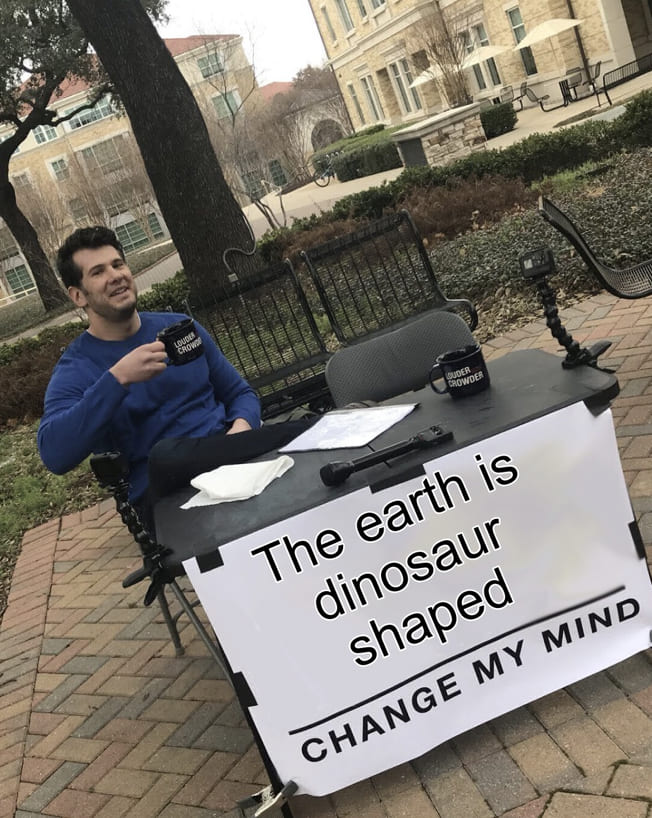 LOUDER
CROWDER
LOUDER
CROWDER
The earth is
dinosaur
shaped
CHANGE MY MIND